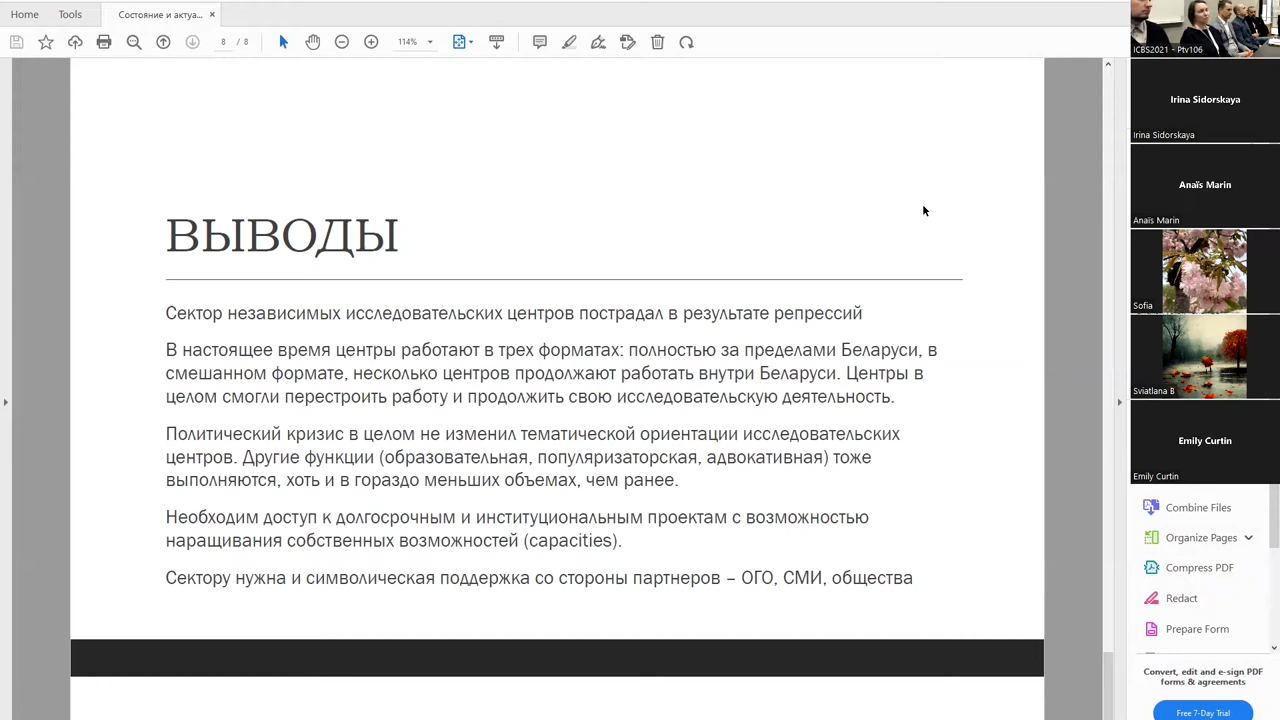 Home
Tools
Состояние и актуа... ×
8 / 8
114%
ВЫВОДЫ
Сектор независимых исследовательских центров пострадал в результате репрессий
В настоящее время центры работают в трех форматах: полностью за пределами Беларуси, в
смешанном формате, несколько центров продолжают работать внутри Беларуси. Центры в
целом смогли перестроить работу и продолжить свою исследовательскую деятельность.
Политический кризис в целом не изменил тематической ориентации исследовательских
центров. Другие функции (образовательная, популяризаторская, адвокативная) тоже
выполняются, хоть и в гораздо меньших объемах, чем ранее.
Необходим доступ к долгосрочным и институциональным проектам с возможностью
наращивания собственных возможностей (capacities).
Сектору нужна и символическая поддержка со стороны партнеров – ОГО, СМИ, общества
ICBS2021 - Ptv106
Irina Sidorskaya
Irina Sidorskaya
Anaïs Marin
Anaïs Marin
Sofia
Sviatlana B
Emily Curtin
Emily Curtin
Combine Files
Organize Pages
Compress PDF
Redact
Prepare Form
Convert, edit and e-sign PDF
forms & agreements
Free 7-Day Trial